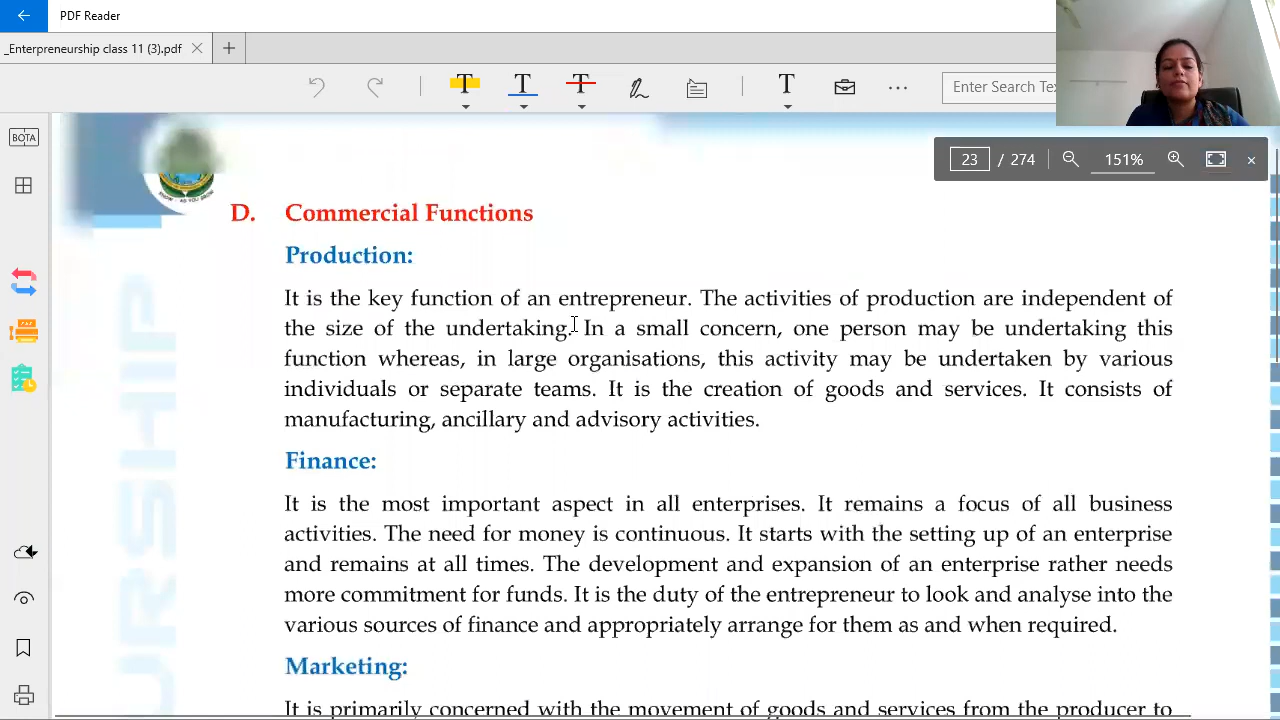 PDF Reader
_Enterpreneurship class 11 (3).pdf
Enter Search Tex
BOTA
23 / 274
151%
KNOW - AS YOU GROW
D. Commercial Functions
Production:
It is the key function of an entrepreneur. The activities of production are independent of
the size of the undertaking. In a small concern, one person may be undertaking this
function whereas, in large organisations, this activity may be undertaken by various
individuals or separate teams. It is the creation of goods and services. It consists of
manufacturing, ancillary and advisory activities.
Finance:
It is the most important aspect in all enterprises. It remains a focus of all business
activities. The need for money is continuous. It starts with the setting up of an enterprise
and remains at all times. The development and expansion of an enterprise rather needs
more commitment for funds. It is the duty of the entrepreneur to look and analyse into the
various sources of finance and appropriately arrange for them as and when required.
Marketing:
It is primarily concerned with the movement of goods and services from the producer to
URSHIP